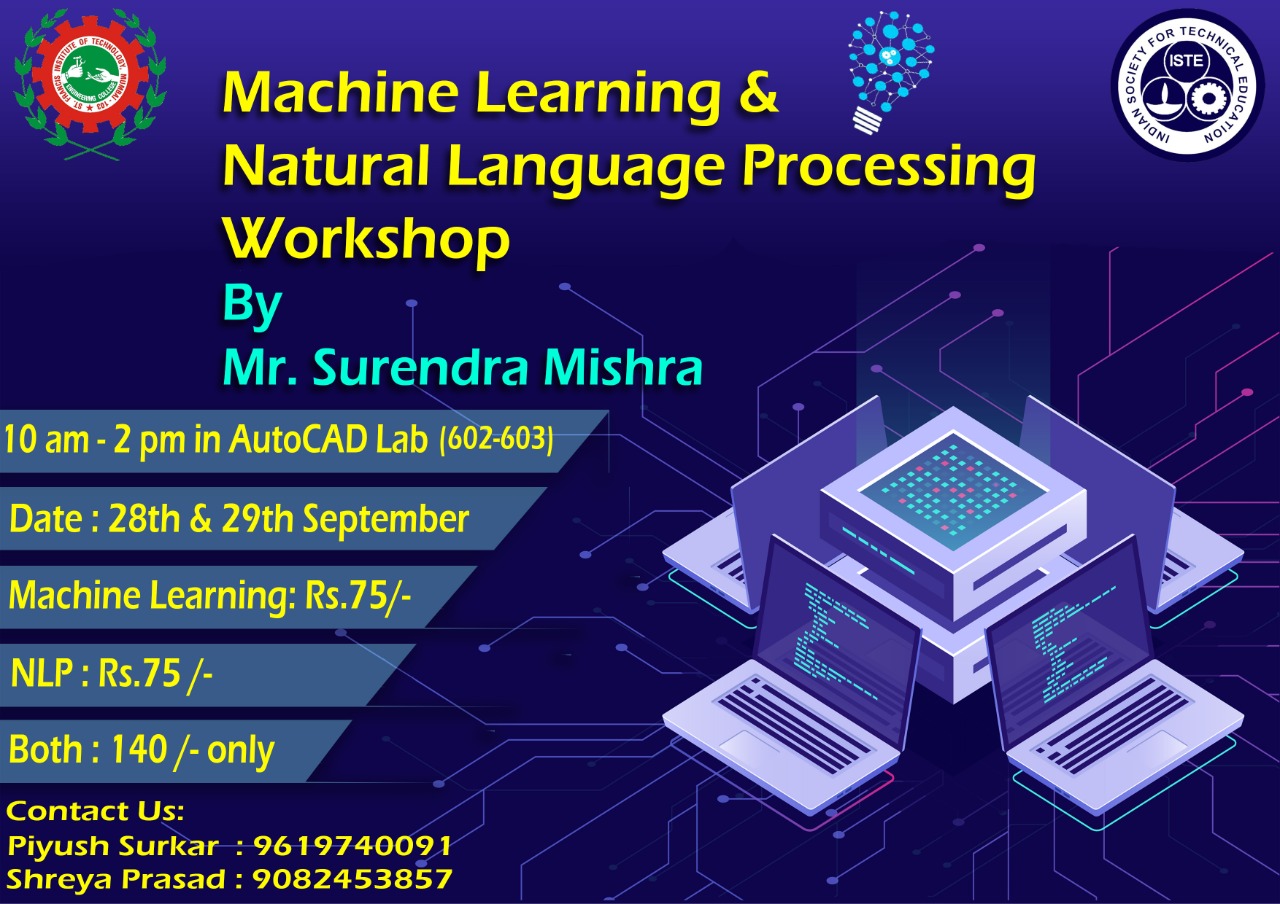 ST FRANCIS INSTITUTE OF TECHNOLOGY, MUMBAI - 103
ENGINEERING COLLEGE
INDIAN SOCIETY FOR TECHNICAL EDUCATION
ISTE
Machine Learning &
Natural Language Processing
Workshop
By
Mr. Surendra Mishra
10 am - 2 pm in AutoCAD Lab (602-603)
Date : 28th & 29th September
Machine Learning: Rs.75/-
NLP : Rs.75 /-
Both : 140 /- only
Contact Us:
Piyush Surkar : 9619740091
Shreya Prasad : 9082453857